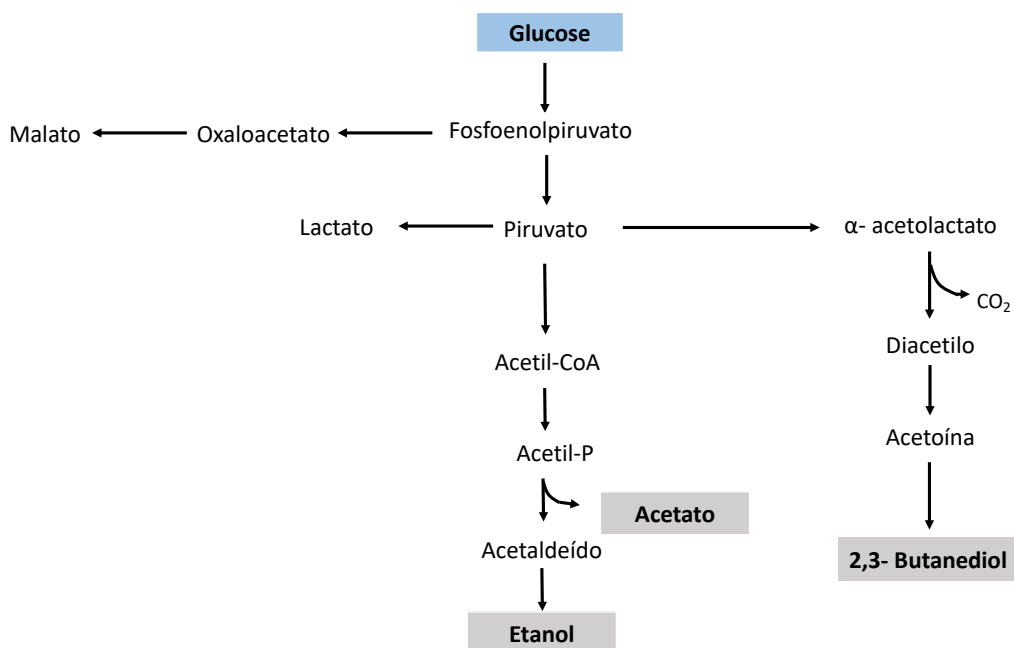 Glucose
Malato
Oxaloacetato
Fosfoenolpiruvato
Lactato
Piruvato
α- acetolactato
CO₂
Diacetilo
Acetil-CoA
Acetoína
Acetil-P
Acetato
Acetaldeído
2,3- Butanediol
Etanol